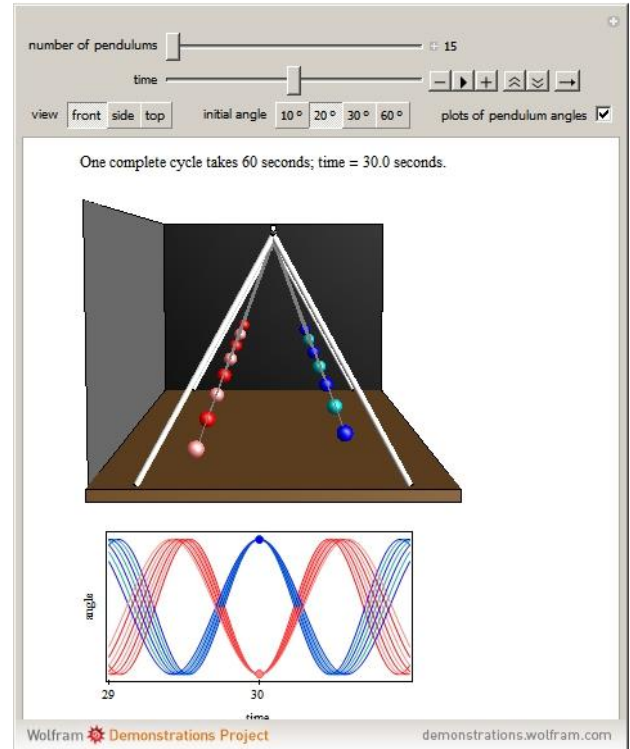 number of pendulums 15
time
view front side top initial angle 10 º 20 º 30 º 60 º plots of pendulum angles
One complete cycle takes 60 seconds; time = 30.0 seconds.
angle
29 30
time
Wolfram Demonstrations Project demonstrations.wolfram.com